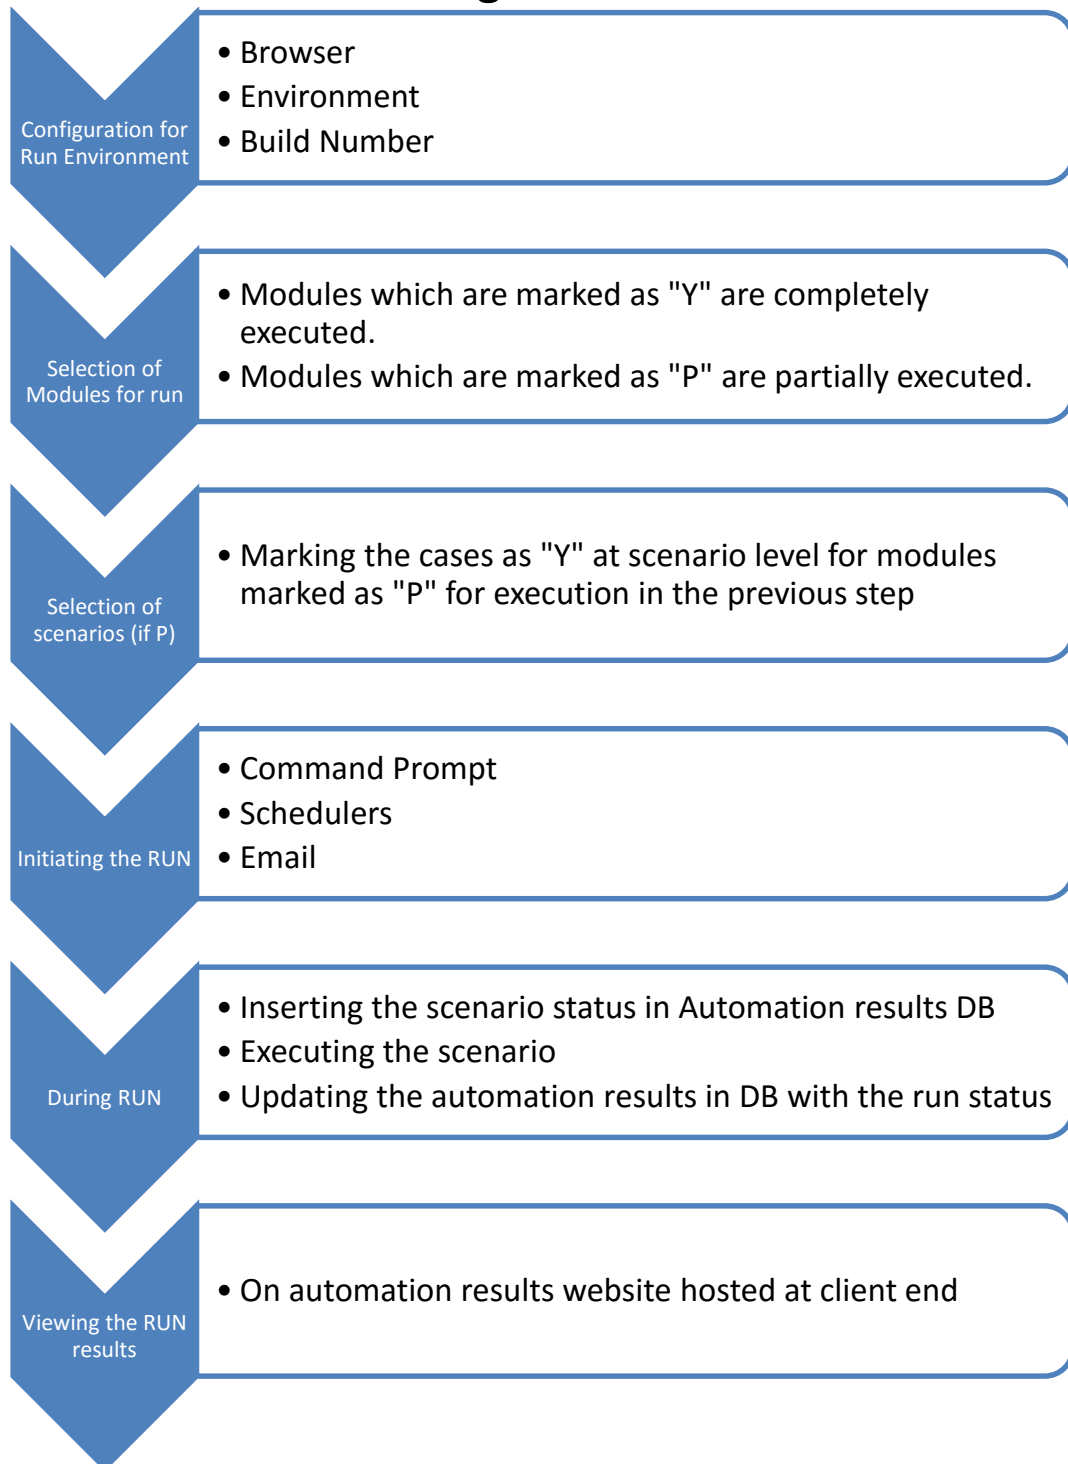 Configuration for
Run Environment
• Browser
• Environment
• Build Number
Selection of
Modules for run
• Modules which are marked as "Y" are completely
executed.
• Modules which are marked as "P" are partially executed.
Selection of
scenarios (if P)
• Marking the cases as "Y" at scenario level for modules
marked as "P" for execution in the previous step
Initiating the RUN
• Command Prompt
• Schedulers
• Email
During RUN
• Inserting the scenario status in Automation results DB
• Executing the scenario
• Updating the automation results in DB with the run status
Viewing the RUN
results
• On automation results website hosted at client end